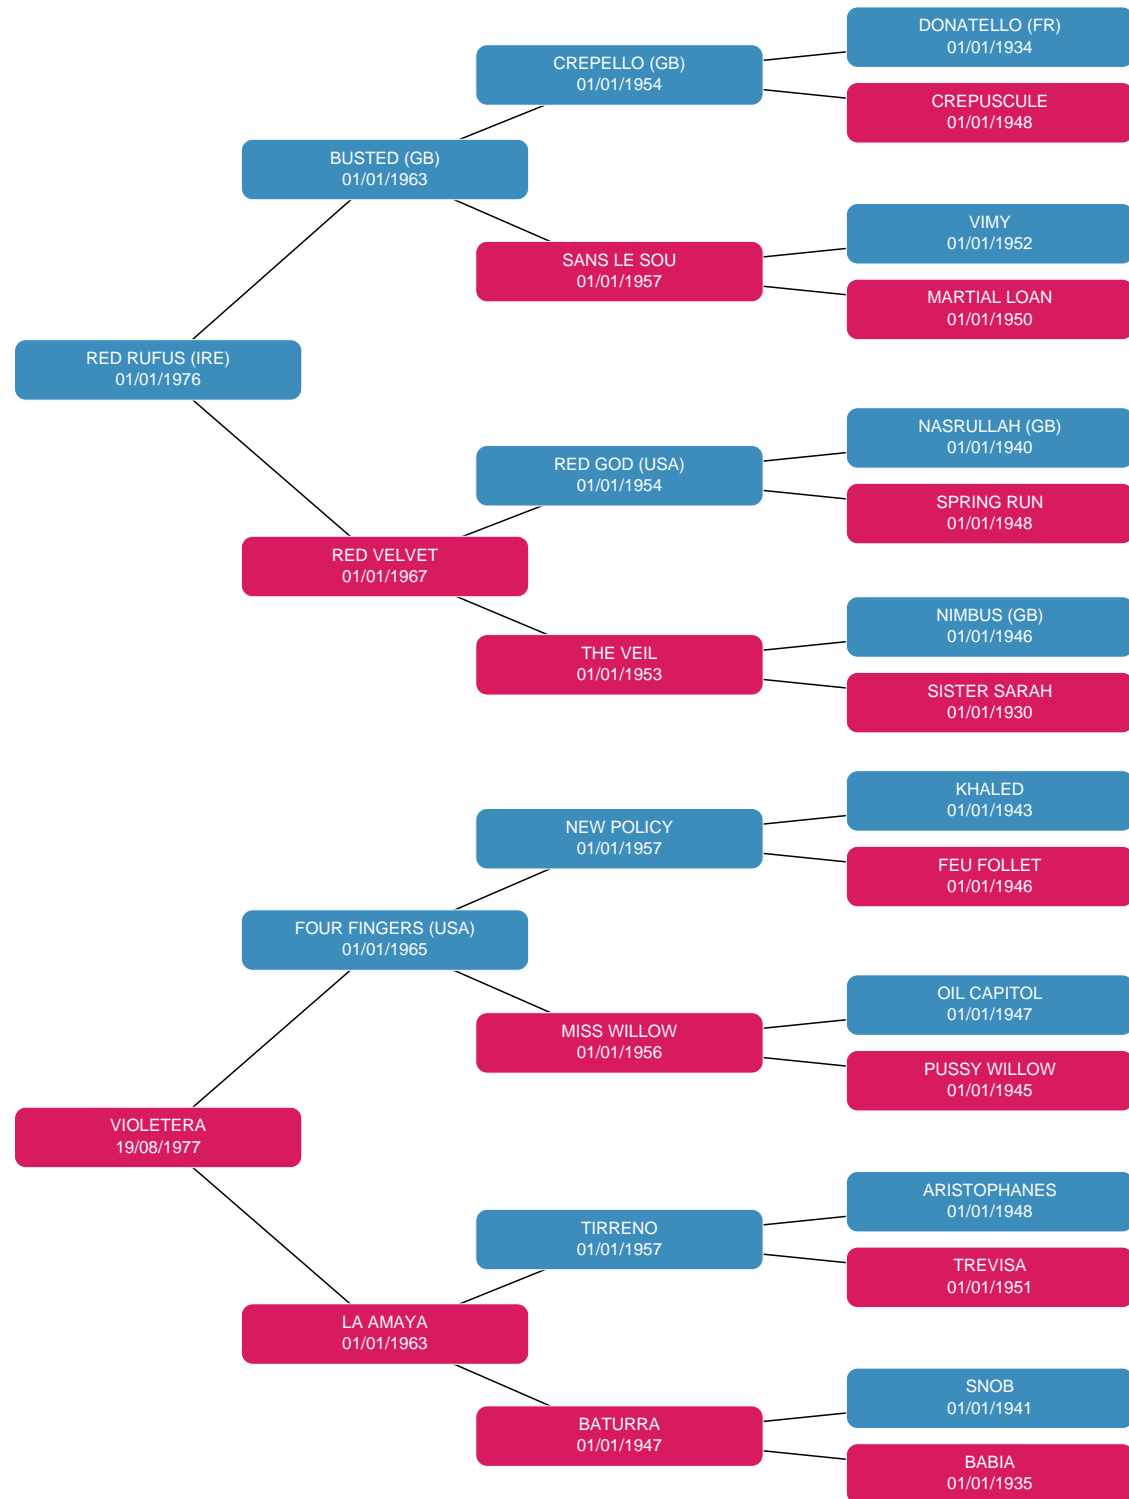 DONATELLO (FR)
01/01/1934
CREPELLO (GB)
01/01/1954
CREPUSCULE
01/01/1948
BUSTED (GB)
01/01/1963
VIMY
01/01/1952
SANS LE SOU
01/01/1957
MARTIAL LOAN
01/01/1950
RED RUFUS (IRE)
01/01/1976
NASRULLAH (GB)
01/01/1940
RED GOD (USA)
01/01/1954
SPRING RUN
01/01/1948
RED VELVET
01/01/1967
NIMBUS (GB)
01/01/1946
THE VEIL
01/01/1953
SISTER SARAH
01/01/1930
KHALED
01/01/1943
NEW POLICY
01/01/1957
FEU FOLLET
01/01/1946
FOUR FINGERS (USA)
01/01/1965
OIL CAPITOL
01/01/1947
MISS WILLOW
01/01/1956
PUSSY WILLOW
01/01/1945
VIOLETERA
19/08/1977
ARISTOPHANES
01/01/1948
TIRRENO
01/01/1957
TREVISA
01/01/1951
LA AMAYA
01/01/1963
SNOB
01/01/1941
BATURRA
01/01/1947
BABIA
01/01/1935